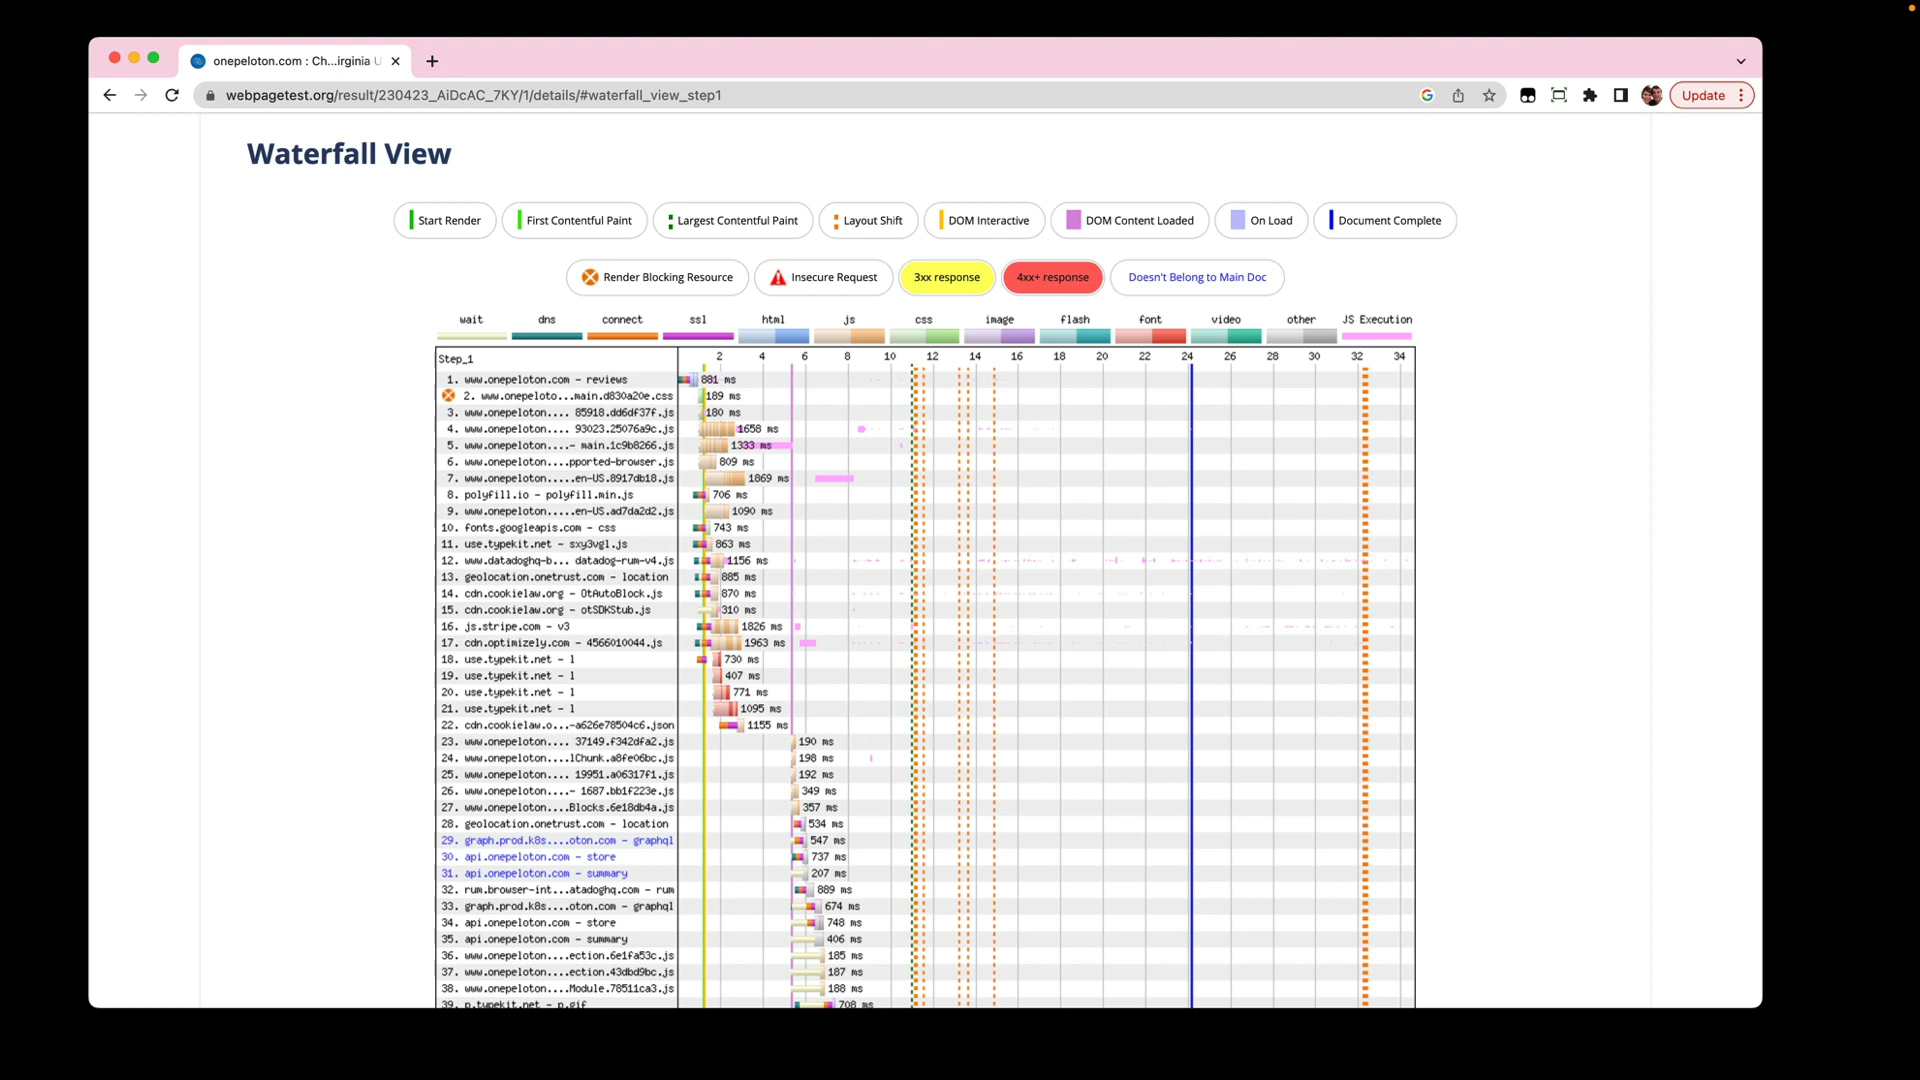 onepeloton.com : Ch...irginia U
webpagetest.org/result/230423_AiDcAC_7KY/1/details/#waterfall_view_step1
Update
Waterfall View
Start Render First Contentful Paint Largest Contentful Paint Layout Shift DOM Interactive DOM Content Loaded On Load Document Complete
Render Blocking Resource Insecure Request 3xx response 4xx+ response Doesn't Belong to Main Doc
wait dns connect ssl html js css image flash font video other JS Execution
Step_1 2 4 6 8 10 12 14 16 18 20 22 24 26 28 30 32 34
1. www.onepeloton.com - reviews 881 ms
2. www.onepeloto...main.d830a20e.css 189 ms
3. www.onepeloton.... 85918.dd6df37f.js 180 ms
4. www.onepeloton.... 93023.25076a9c.js 1658 ms
5. www.onepeloton....- main.1c9b8266.js 1333 ms
6. www.onepeloton....pported-browser.js 809 ms
7. www.onepeloton.....en-US.8917db18.js 1869 ms
8. polyfill.io - polyfill.min.js 706 ms
9. www.onepeloton.....en-US.ad7da2d2.js 1090 ms
10. fonts.googleapis.com - css 743 ms
11. use.typekit.net - sxy3vgl.js 863 ms
12. www.datadoghq-b... datadog-rum-v4.js 1156 ms
13. geolocation.onetrust.com - location 885 ms
14. cdn.cookielaw.org - OtAutoBlock.js 870 ms
15. cdn.cookielaw.org - otSDKStub.js 310 ms
16. js.stripe.com - v3 1826 ms
17. cdn.optimizely.com - 4566010044.js 1963 ms
18. use.typekit.net - l 730 ms
19. use.typekit.net - l 407 ms
20. use.typekit.net - l 771 ms
21. use.typekit.net - l 1095 ms
22. cdn.cookielaw.o...-a626e78504c6.json 1155 ms
23. www.onepeloton.... 37149.f342dfa2.js 190 ms
24. www.onepeloton....lChunk.a8fe06bc.js 198 ms
25. www.onepeloton.... 19951.a06317f1.js 192 ms
26. www.onepeloton....- 1687.bb1f223e.js 349 ms
27. www.onepeloton....Blocks.6e18db4a.js 357 ms
28. geolocation.onetrust.com - location 534 ms
29. graph.prod.k8s....oton.com - graphql 547 ms
30. api.onepeloton.com - store 737 ms
31. api.onepeloton.com - summary 207 ms
32. rum.browser-int...atadoghq.com - rum 889 ms
33. graph.prod.k8s....oton.com - graphql 674 ms
34. api.onepeloton.com - store 748 ms
35. api.onepeloton.com - summary 406 ms
36. www.onepeloton....ection.6e1fa53c.js 185 ms
37. www.onepeloton....ection.43dbd9bc.js 187 ms
38. www.onepeloton....Module.78511ca3.js 188 ms
39. p.typekit.net - p.gif 708 ms